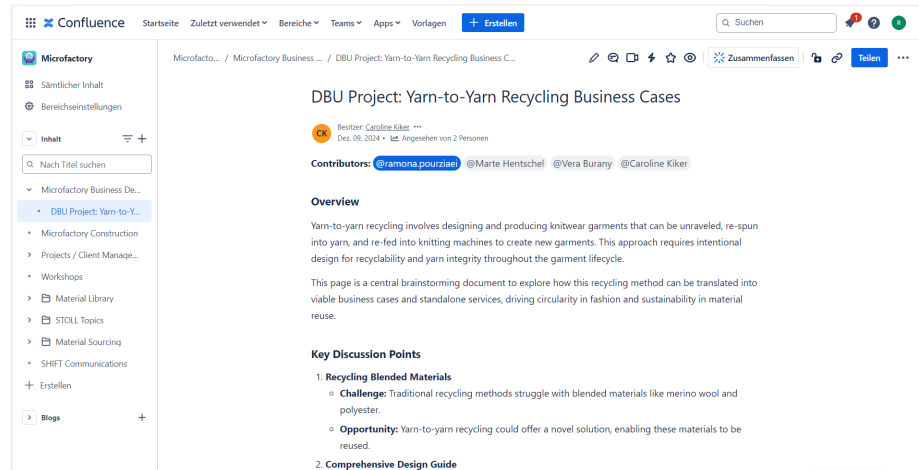 Confluence Startseite Zuletzt verwendet Bereiche Teams Apps Vorlagen + Erstellen Suchen 1 ? R
Microfactory
Sämtlicher Inhalt
Bereichseinstellungen
Inhalt
Nach Titel suchen
Microfactory Business De...
DBU Project: Yarn-to-Y...
Microfactory Construction
Projects / Client Manage...
Workshops
Material Library
STOLL Topics
Material Sourcing
SHIFT Communications
+ Erstellen
Blogs +
Microfacto... / Microfactory Business ... / DBU Project: Yarn-to-Yarn Recycling Business C... Zusammenfassen Teilen
DBU Project: Yarn-to-Yarn Recycling Business Cases
CK
Besitzer: Caroline Kiker
Dez. 09, 2024 • Angesehen von 2 Personen
Contributors: @ramona.pourziaei @Marte Hentschel @Vera Burany @Caroline Kiker
Overview
Yarn-to-yarn recycling involves designing and producing knitwear garments that can be unraveled, re-spun
into yarn, and re-fed into knitting machines to create new garments. This approach requires intentional
design for recyclability and yarn integrity throughout the garment lifecycle.
This page is a central brainstorming document to explore how this recycling method can be translated into
viable business cases and standalone services, driving circularity in fashion and sustainability in material
reuse.
Key Discussion Points
1. Recycling Blended Materials
Challenge: Traditional recycling methods struggle with blended materials like merino wool and
polyester.
Opportunity: Yarn-to-yarn recycling could offer a novel solution, enabling these materials to be
reused.
2. Comprehensive Design Guide